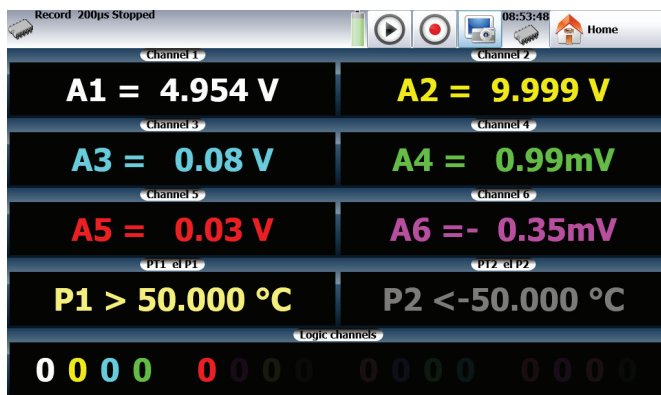 Record 200µs Stopped
08:53:48
Home
Channel 1
Channel 2
A1 = 4.954 V
A2 = 9.999 V
Channel 3
Channel 4
A3 = 0.08 V
A4 = 0.99mV
Channel 5
Channel 6
A5 = 0.03 V
A6 =- 0.35mV
PT1 el P1
PT2 el P2
P1 > 50.000 °C
P2 <-50.000 °C
Logic channels
0 0 0 0 0 0 0 0 0 0 0 0 0 0 0 0